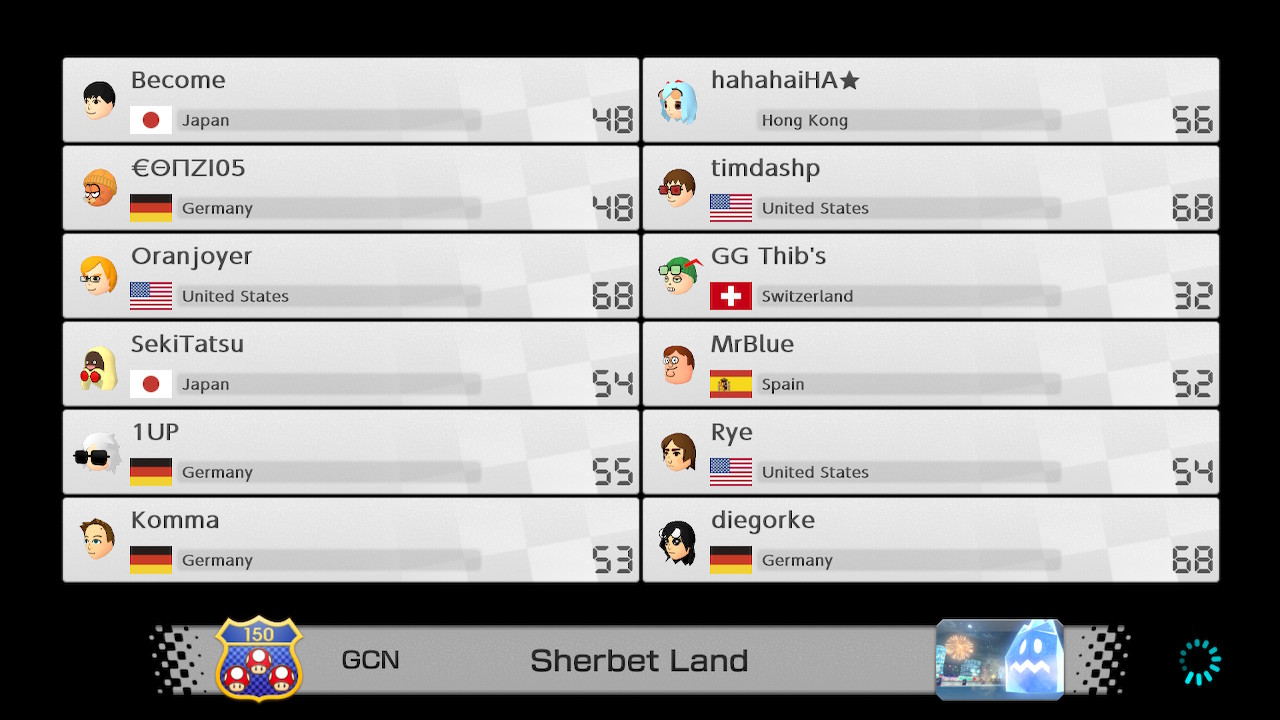 Become
Japan 48
€ΘΠZI05
Germany 48
Oranjoyer
United States 68
SekiTatsu
Japan 54
1UP
Germany 55
Komma
Germany 53
hahahaiHA★
Hong Kong 56
timdashp
United States 68
GG Thib's
Switzerland 32
MrBlue
Spain 52
Rye
United States 54
diegorke
Germany 68
150 GCN Sherbet Land